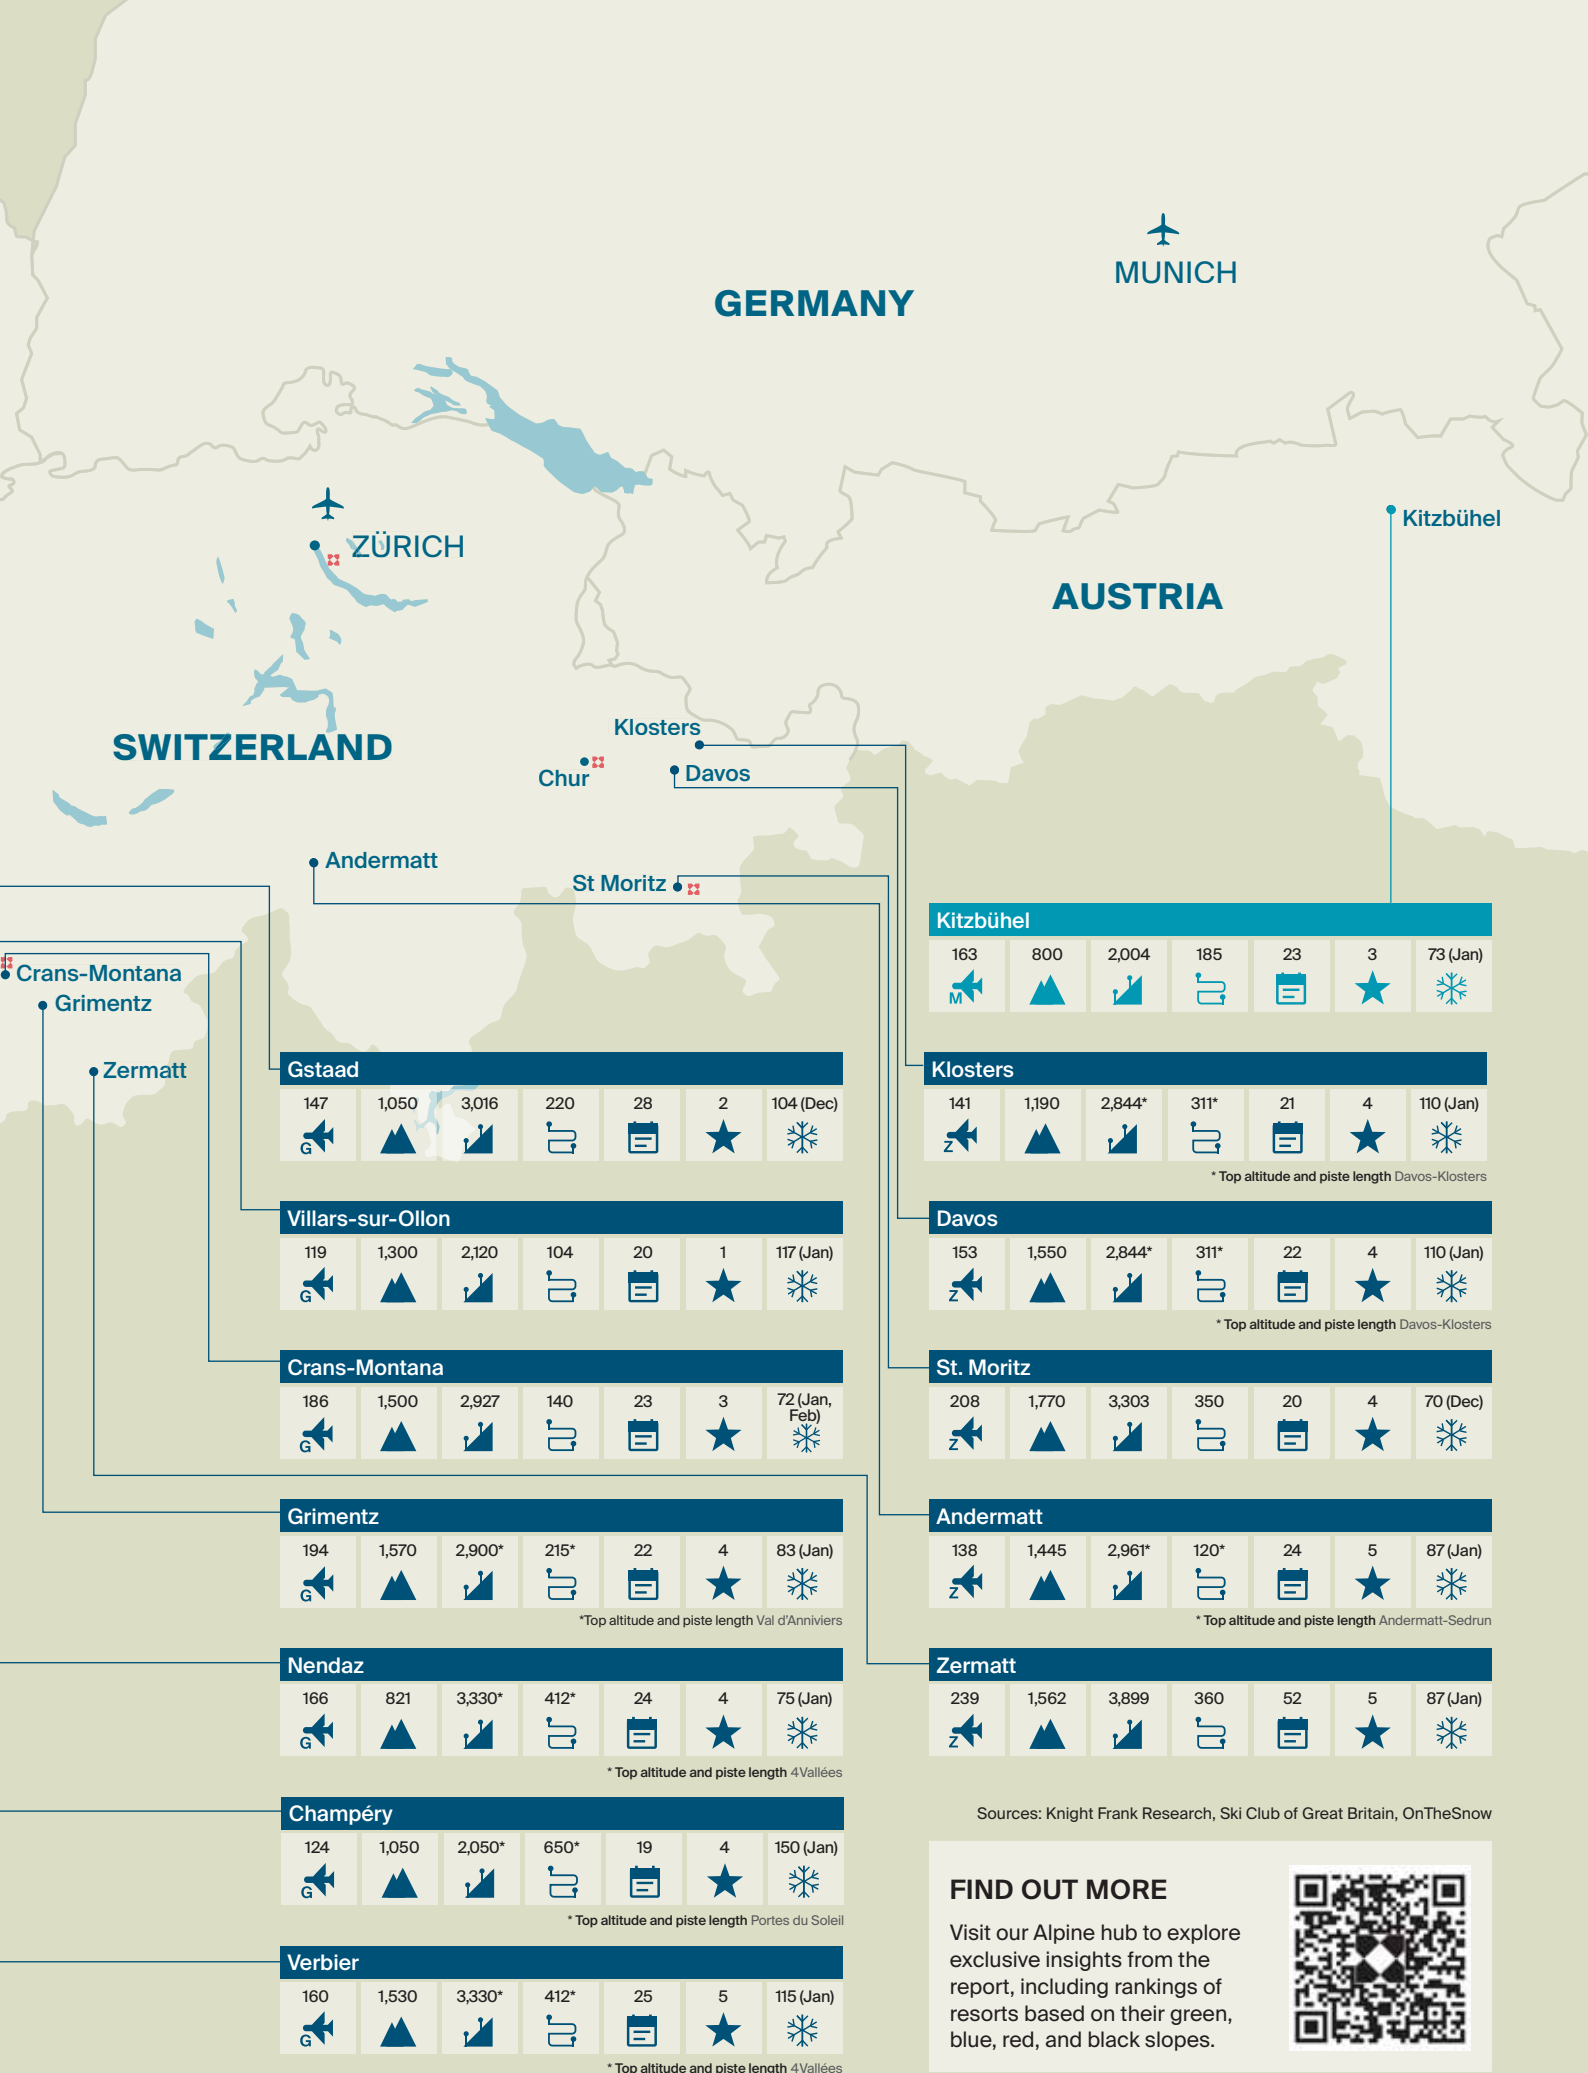 MUNICH
GERMANY
Kitzbühel
ZÜRICH
AUSTRIA
Klosters
SWITZERLAND
Chur
Davos
Andermatt
St Moritz
Crans-Montana
Grimentz
Zermatt
Kitzbühel
163 800 2,004 185 23 3 73 (Jan)
M
Gstaad
147 1,050 3,016 220 28 2 104 (Dec)
G
Villars-sur-Ollon
119 1,300 2,120 104 20 1 117 (Jan)
G
Crans-Montana
186 1,500 2,927 140 23 3 72 (Jan,
Feb)
G
Grimentz
194 1,570 2,900* 215* 22 4 83 (Jan)
G
*Top altitude and piste length Val d'Anniviers
Nendaz
166 821 3,330* 412* 24 4 75 (Jan)
G
* Top altitude and piste length 4Vallées
Champéry
124 1,050 2,050* 650* 19 4 150 (Jan)
G
* Top altitude and piste length Portes du Soleil
Verbier
160 1,530 3,330* 412* 25 5 115 (Jan)
G
* Top altitude and piste length 4Vallées
Klosters
141 1,190 2,844* 311* 21 4 110 (Jan)
Z
* Top altitude and piste length Davos-Klosters
Davos
153 1,550 2,844* 311* 22 4 110 (Jan)
Z
* Top altitude and piste length Davos-Klosters
St. Moritz
208 1,770 3,303 350 20 4 70 (Dec)
Z
Andermatt
138 1,445 2,961* 120* 24 5 87 (Jan)
Z
* Top altitude and piste length Andermatt-Sedrun
Zermatt
239 1,562 3,899 360 52 5 87 (Jan)
Z
Sources: Knight Frank Research, Ski Club of Great Britain, OnTheSnow
FIND OUT MORE
Visit our Alpine hub to explore
exclusive insights from the
report, including rankings of
resorts based on their green,
blue, red, and black slopes.